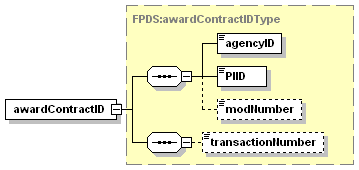 FPDS:awardContractIDType
agencyID
PIID
awardContractID
modNumber
transactionNumber